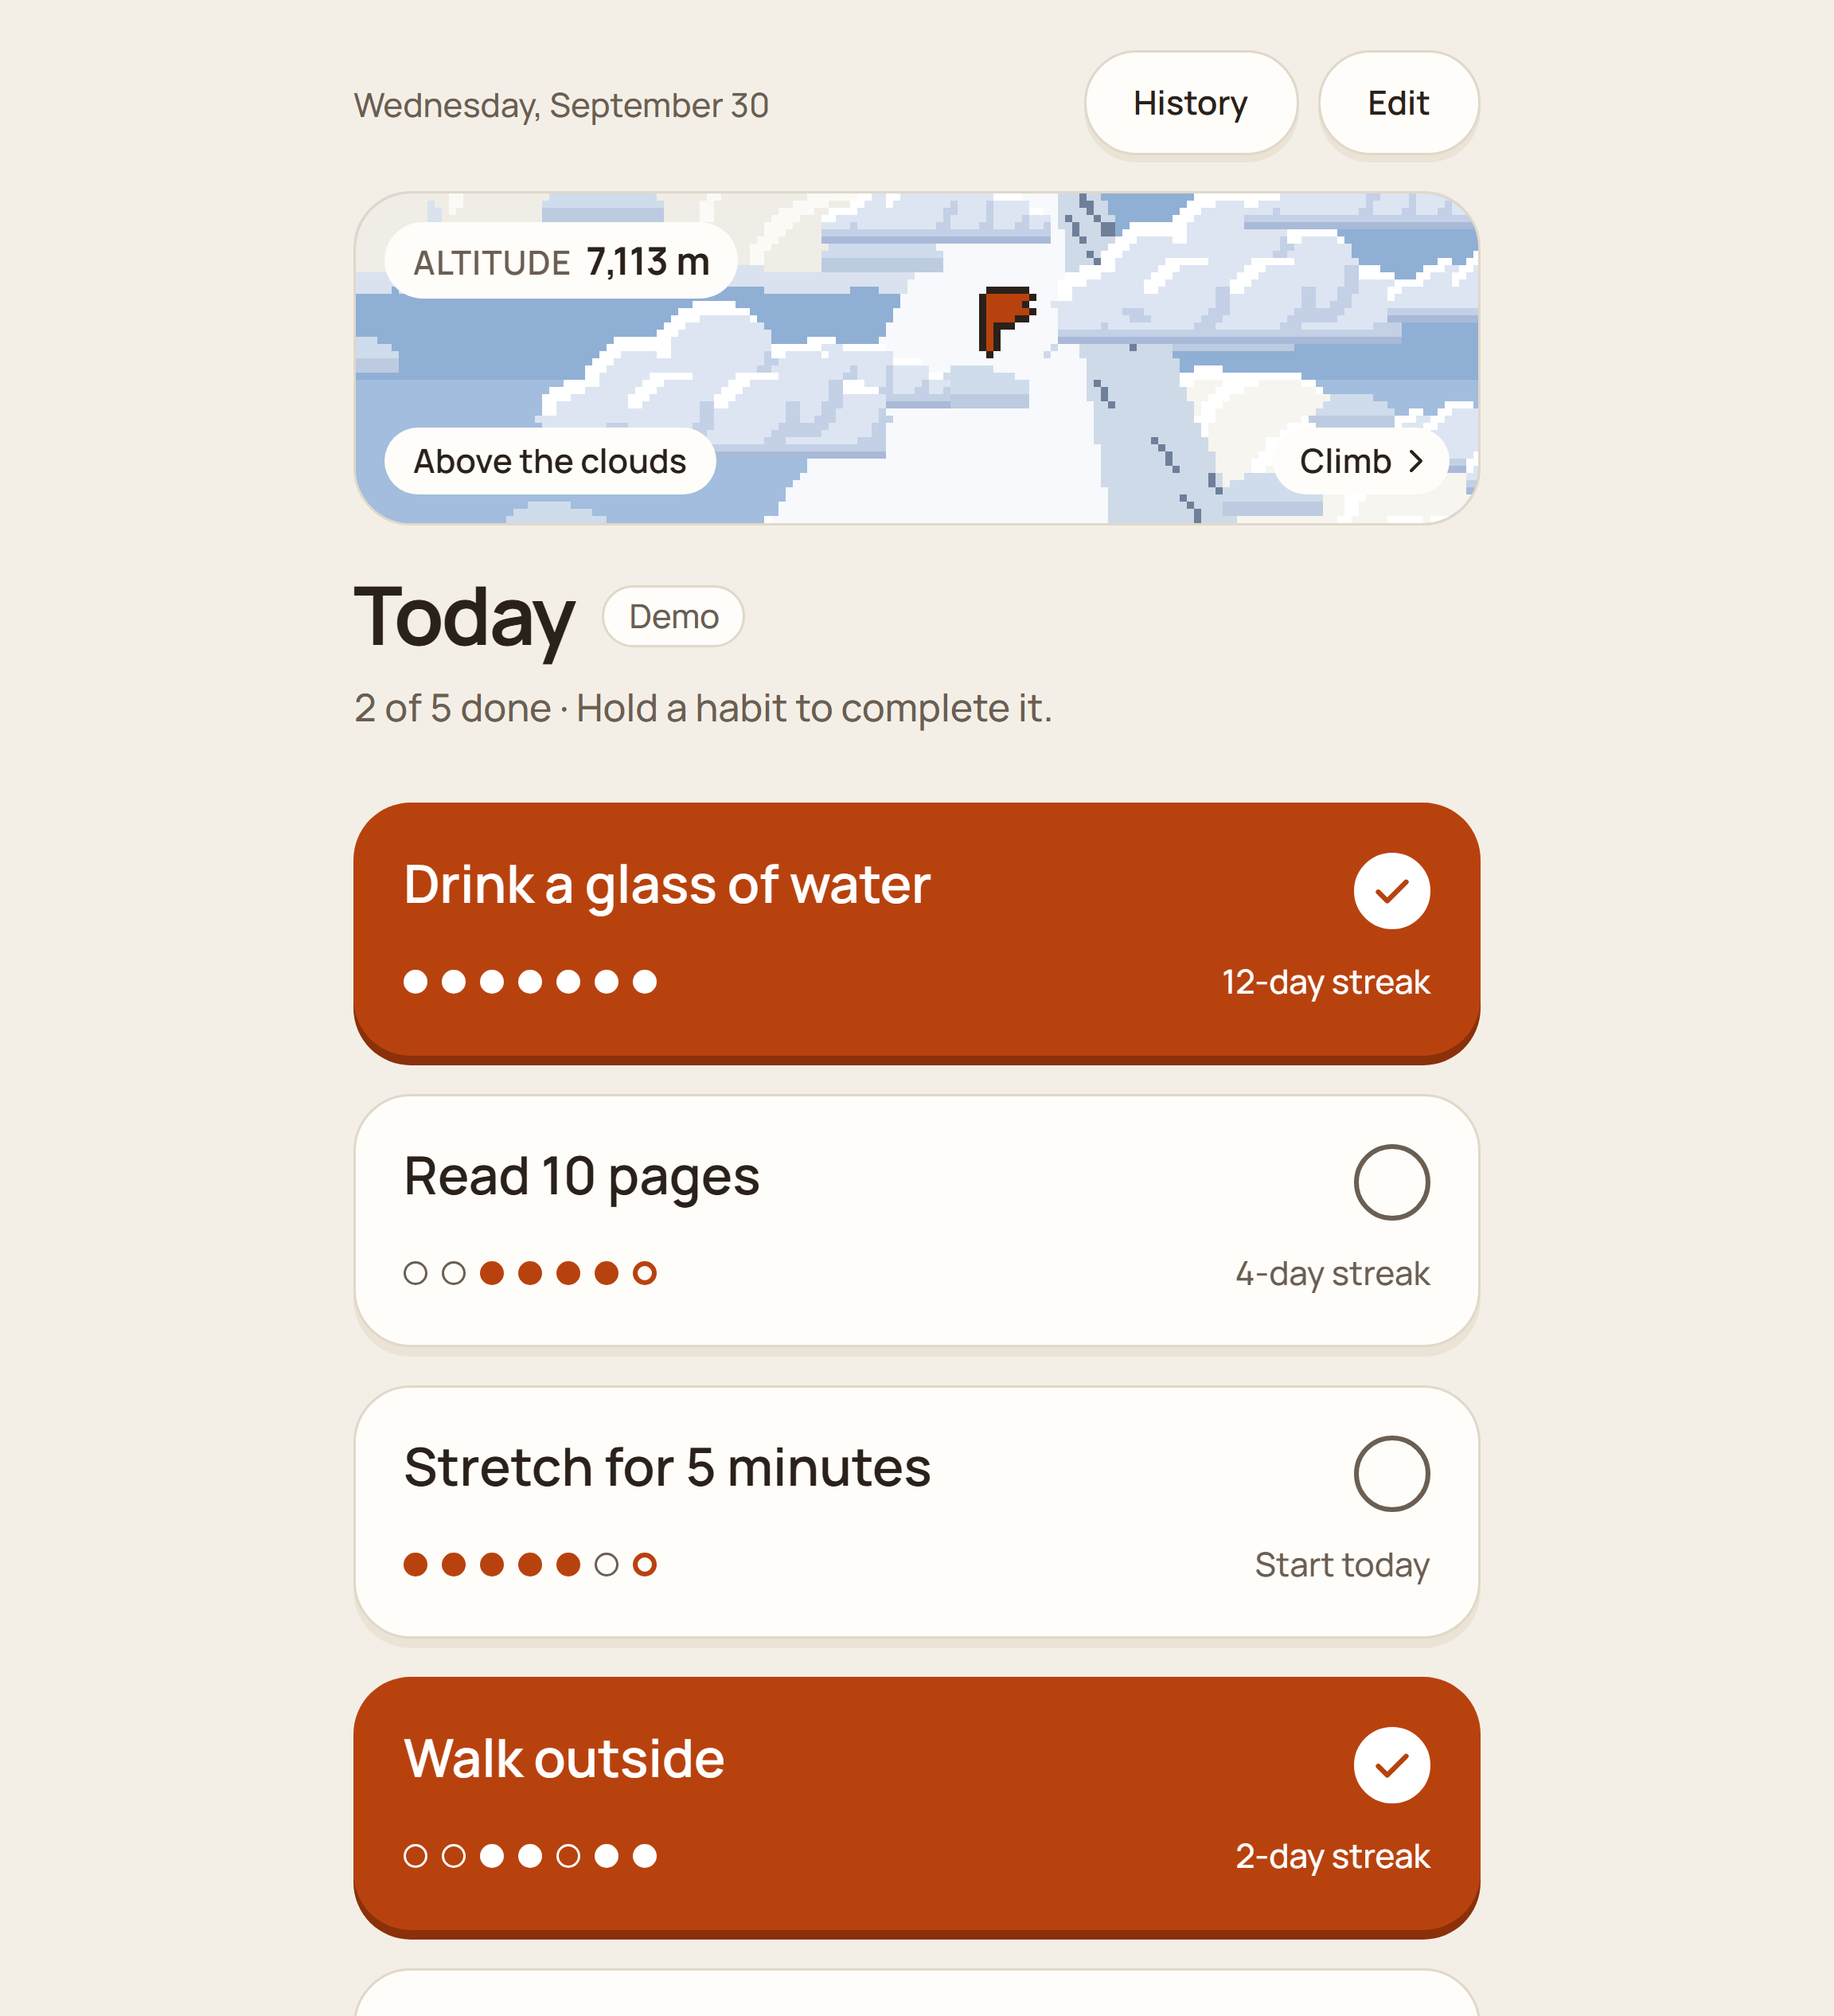 Wednesday, September 30
History
Edit
ALTITUDE 7,113 m
Above the clouds
Climb
Today
Demo
2 of 5 done · Hold a habit to complete it.
Drink a glass of water
12-day streak
Read 10 pages
4-day streak
Stretch for 5 minutes
Start today
Walk outside
2-day streak